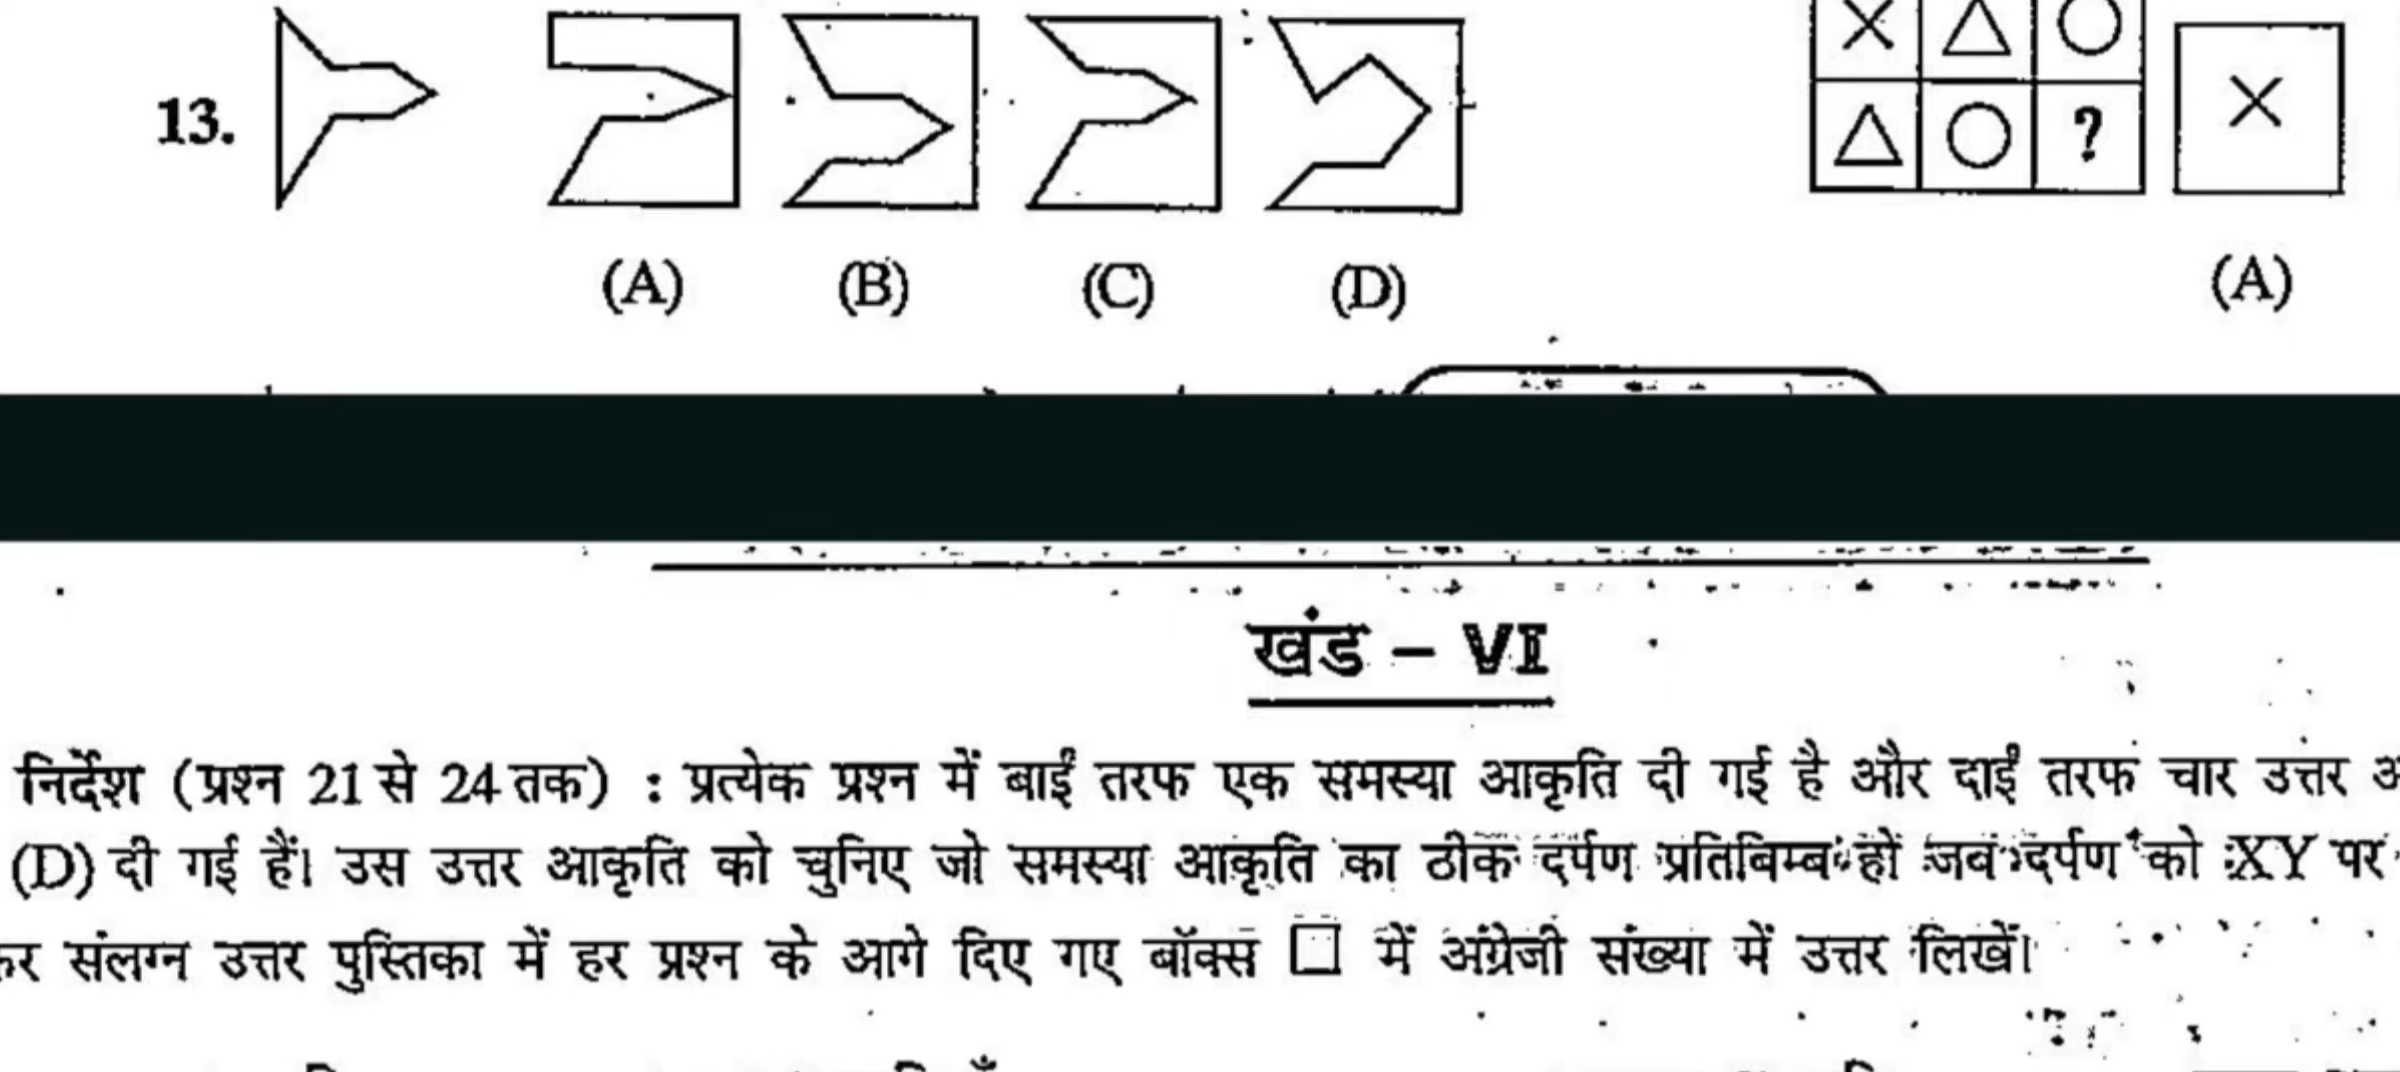 13.
?
(A) (B) (C) (D)
(A)
खंड – VI
निर्देश (प्रश्न 21 से 24 तक) : प्रत्येक प्रश्न में बाईं तरफ एक समस्या आकृति दी गई है और दाईं तरफ चार उत्तर
(D) दी गई हैं। उस उत्तर आकृति को चुनिए जो समस्या आकृति का ठीक दर्पण प्रतिबिम्ब हो जब दर्पण को XY पर
संलग्न उत्तर पुस्तिका में हर प्रश्न के आगे दिए गए बॉक्स में अंग्रेजी संख्या में उत्तर लिखें।